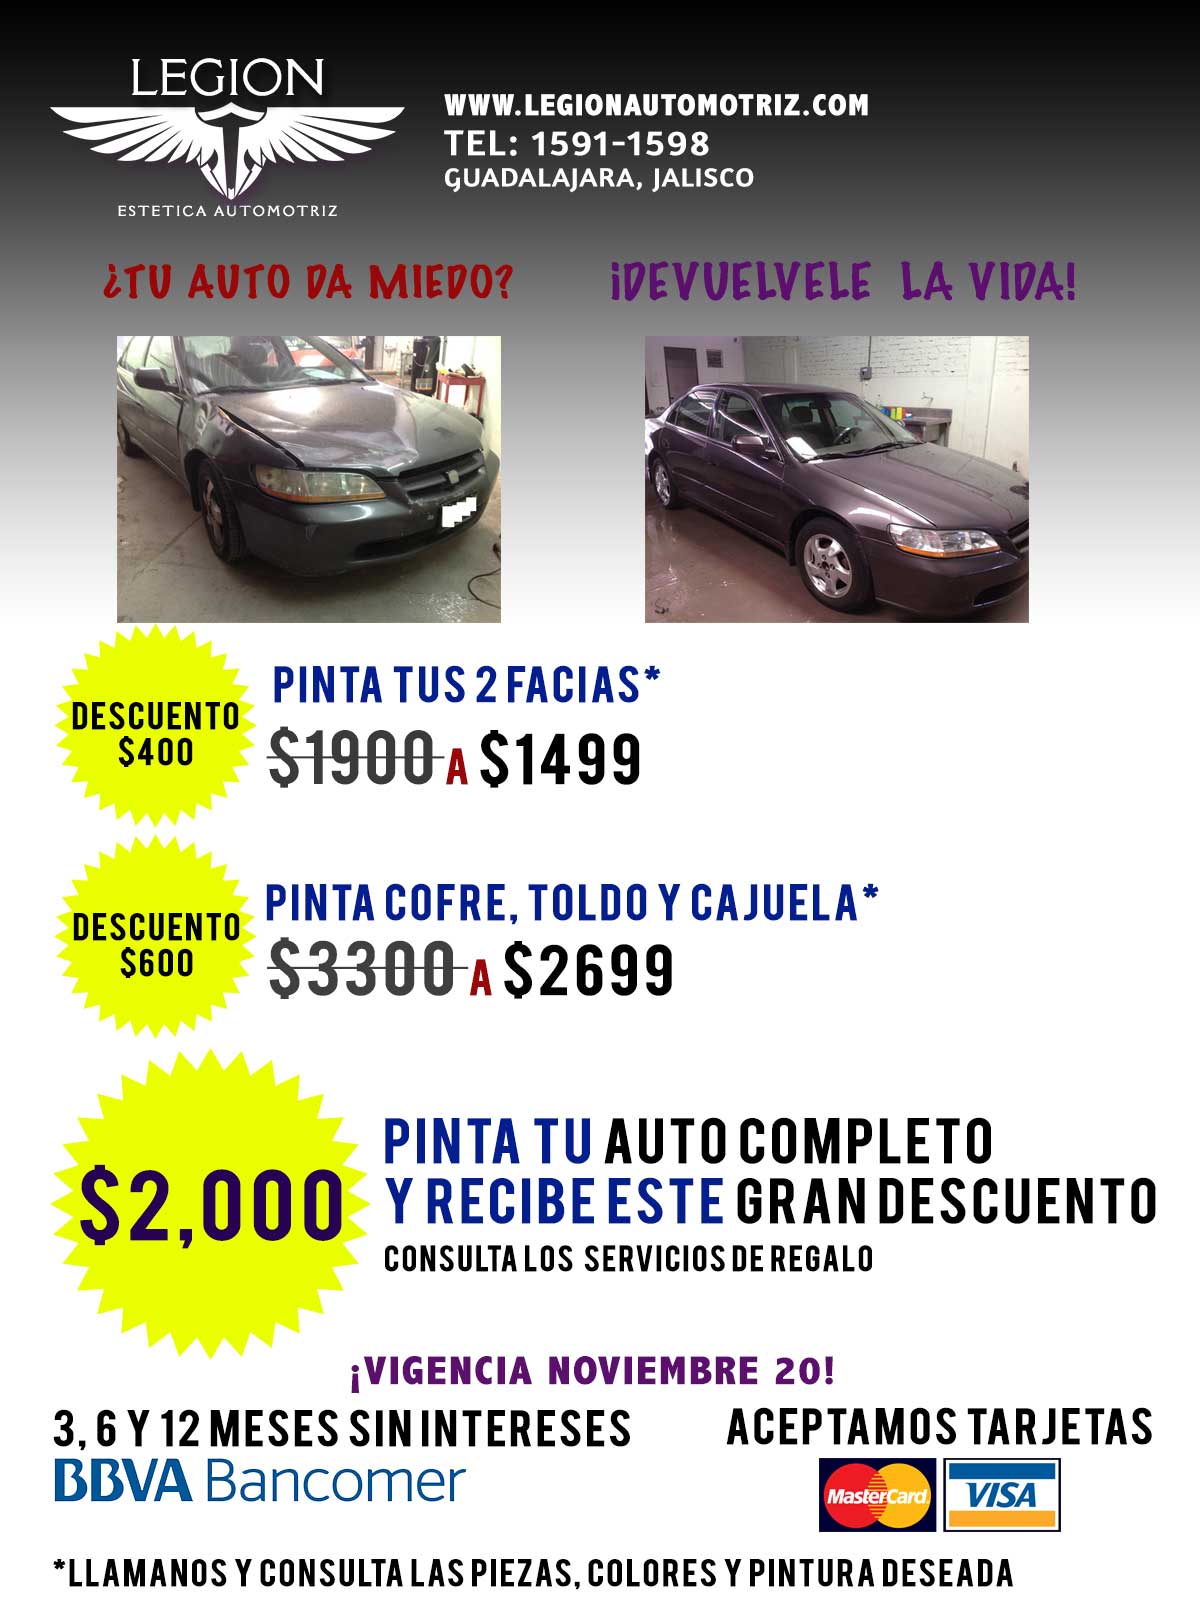 LEGION
ESTETICA AUTOMOTRIZ
WWW.LEGIONAUTOMOTRIZ.COM
TEL: 1591-1598
GUADALAJARA, JALISCO
¿TU AUTO DA MIEDO?
¡DEVUELVELE LA VIDA!
DESCUENTO
$400
PINTA TUS 2 FACIAS*
$1900 A $1499
DESCUENTO
$600
PINTA COFRE, TOLDO Y CAJUELA*
$3300 A $2699
$2,000
PINTA TU AUTO COMPLETO
Y RECIBE ESTE GRAN DESCUENTO
CONSULTA LOS SERVICIOS DE REGALO
¡VIGENCIA NOVIEMBRE 20!
3, 6 Y 12 MESES SIN INTERESES
BBVA Bancomer
ACEPTAMOS TARJETAS
MasterCard
VISA
*LLAMANOS Y CONSULTA LAS PIEZAS, COLORES Y PINTURA DESEADA